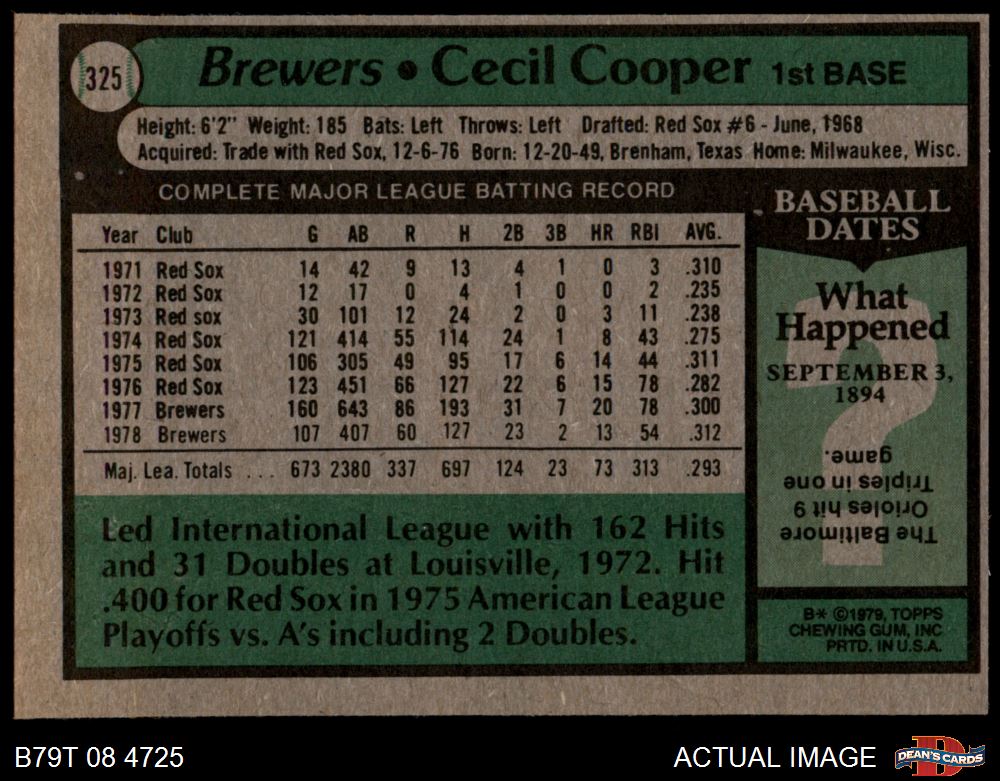 325
Brewers • Cecil Cooper 1st BASE
Height: 6'2" Weight: 185 Bats: Left Throws: Left Drafted: Red Sox #6 - June, 1968
Acquired: Trade with Red Sox, 12-6-76 Born: 12-20-49, Brenham, Texas Home: Milwaukee, Wisc.
COMPLETE MAJOR LEAGUE BATTING RECORD
Year Club G AB R H 2B 3B HR RBI AVG.
1971 Red Sox 14 42 9 13 4 1 0 3 .310
1972 Red Sox 12 17 0 4 1 0 0 2 .235
1973 Red sox 30 101 12 24 2 0 3 11 .238
1974 Red Sox 121 414 55 114 24 1 8 43 .275
1975 Red Sox 106 305 49 95 17 6 14 44 .311
1976 Red Sox 123 451 66 127 22 6 15 78 .282
1977 Brewers 160 643 86 193 31 7 20 78 .300
1978 Brewers 107 407 60 127 23 2 13 54 .312
Maj. Lea. Totals ... 673 2380 337 697 124 23 73 313 .293
Led International League with 162 Hits
and 31 Doubles at Louisville, 1972. Hit
.400 for Red Sox in 1975 American League
Playoffs vs. A's including 2 Doubles.
BASEBALL
DATES
What
Happened
SEPTEMBER 3,
1894
The Baltimore
Orioles hit 9
Triples in one
game.
B* ©1979, TOPPS
CHEWING GUM, INC
PRTD. IN U.S.A.
B79T 08 4725
ACTUAL IMAGE
DEAN'S CARDS